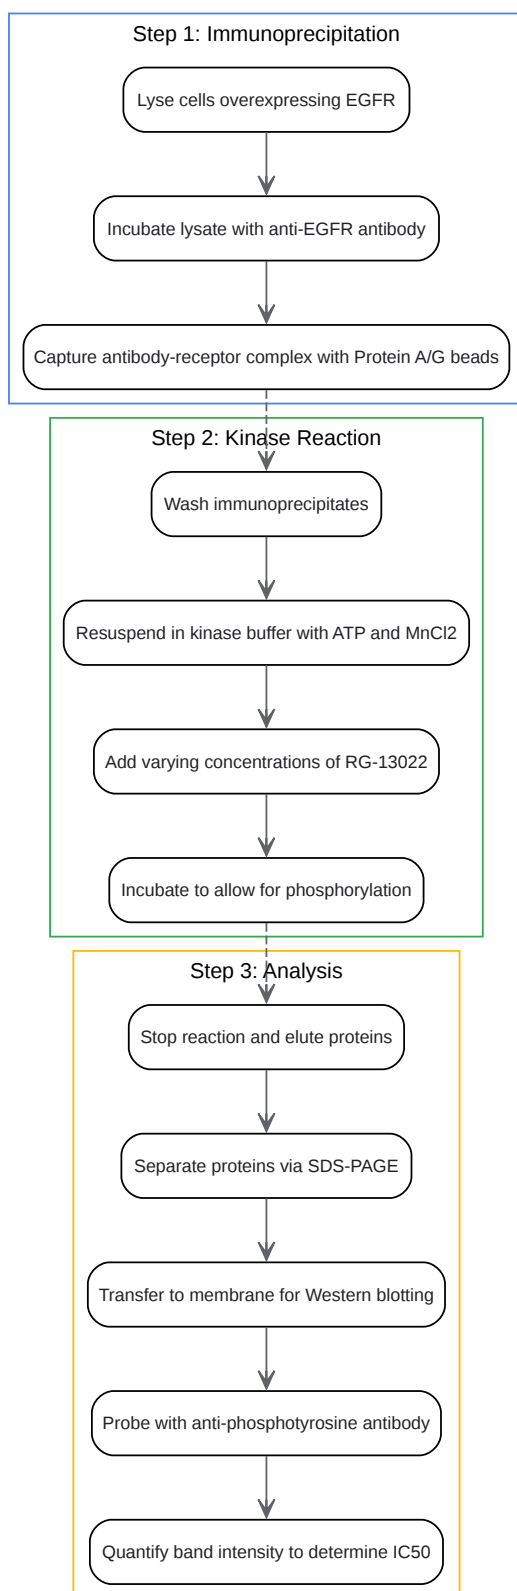 Step 1: Immunoprecipitation
Lyse cells overexpressing EGFR
Incubate lysate with anti-EGFR antibody
Capture antibody-receptor complex with Protein A/G beads
Step 2: Kinase Reaction
Wash immunoprecipitates
Resuspend in kinase buffer with ATP and MnCl2
Add varying concentrations of RG-13022
Incubate to allow for phosphorylation
Step 3: Analysis
Stop reaction and elute proteins
Separate proteins via SDS-PAGE
Transfer to membrane for Western blotting
Probe with anti-phosphotyrosine antibody
Quantify band intensity to determine IC50